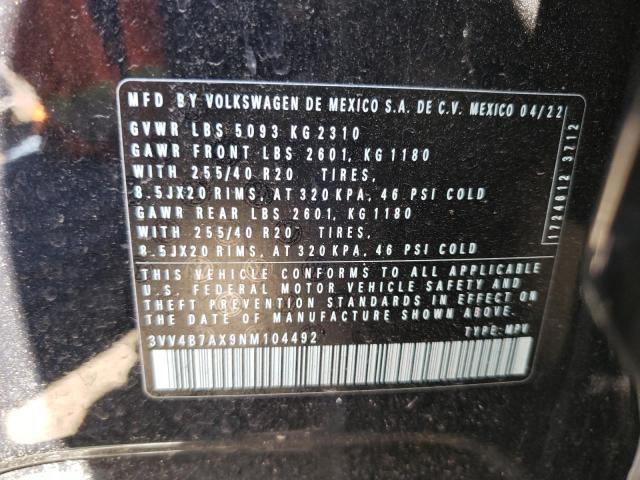 MFD BY VOLKSWAGEN DE MEXICO S.A. DE C.V. MEXICO 04/22
GVWR LBS 5093 KG 2310
GAWR FRONT LBS 2601, KG 1180
WITH 255/40 R20 TIRES,
8.5JX20 RIMS, AT 320 KPA, 46 PSI COLD
GAWR REAR LBS 2601, KG 1180
WITH 255/40 R20 TIRES,
8.5JX20 RIMS, AT 320 KPA, 46 PSI COLD
1724612 3712
THIS VEHICLE CONFORMS TO ALL APPLICABLE
U.S. FEDERAL MOTOR VEHICLE SAFETY AND
THEFT PREVENTION STANDARDS IN EFFECT ON
THE DATE OF MANUFACTURE SHOWN ABOVE.
3VV4B7AX9NM104492 TYPE: MPV